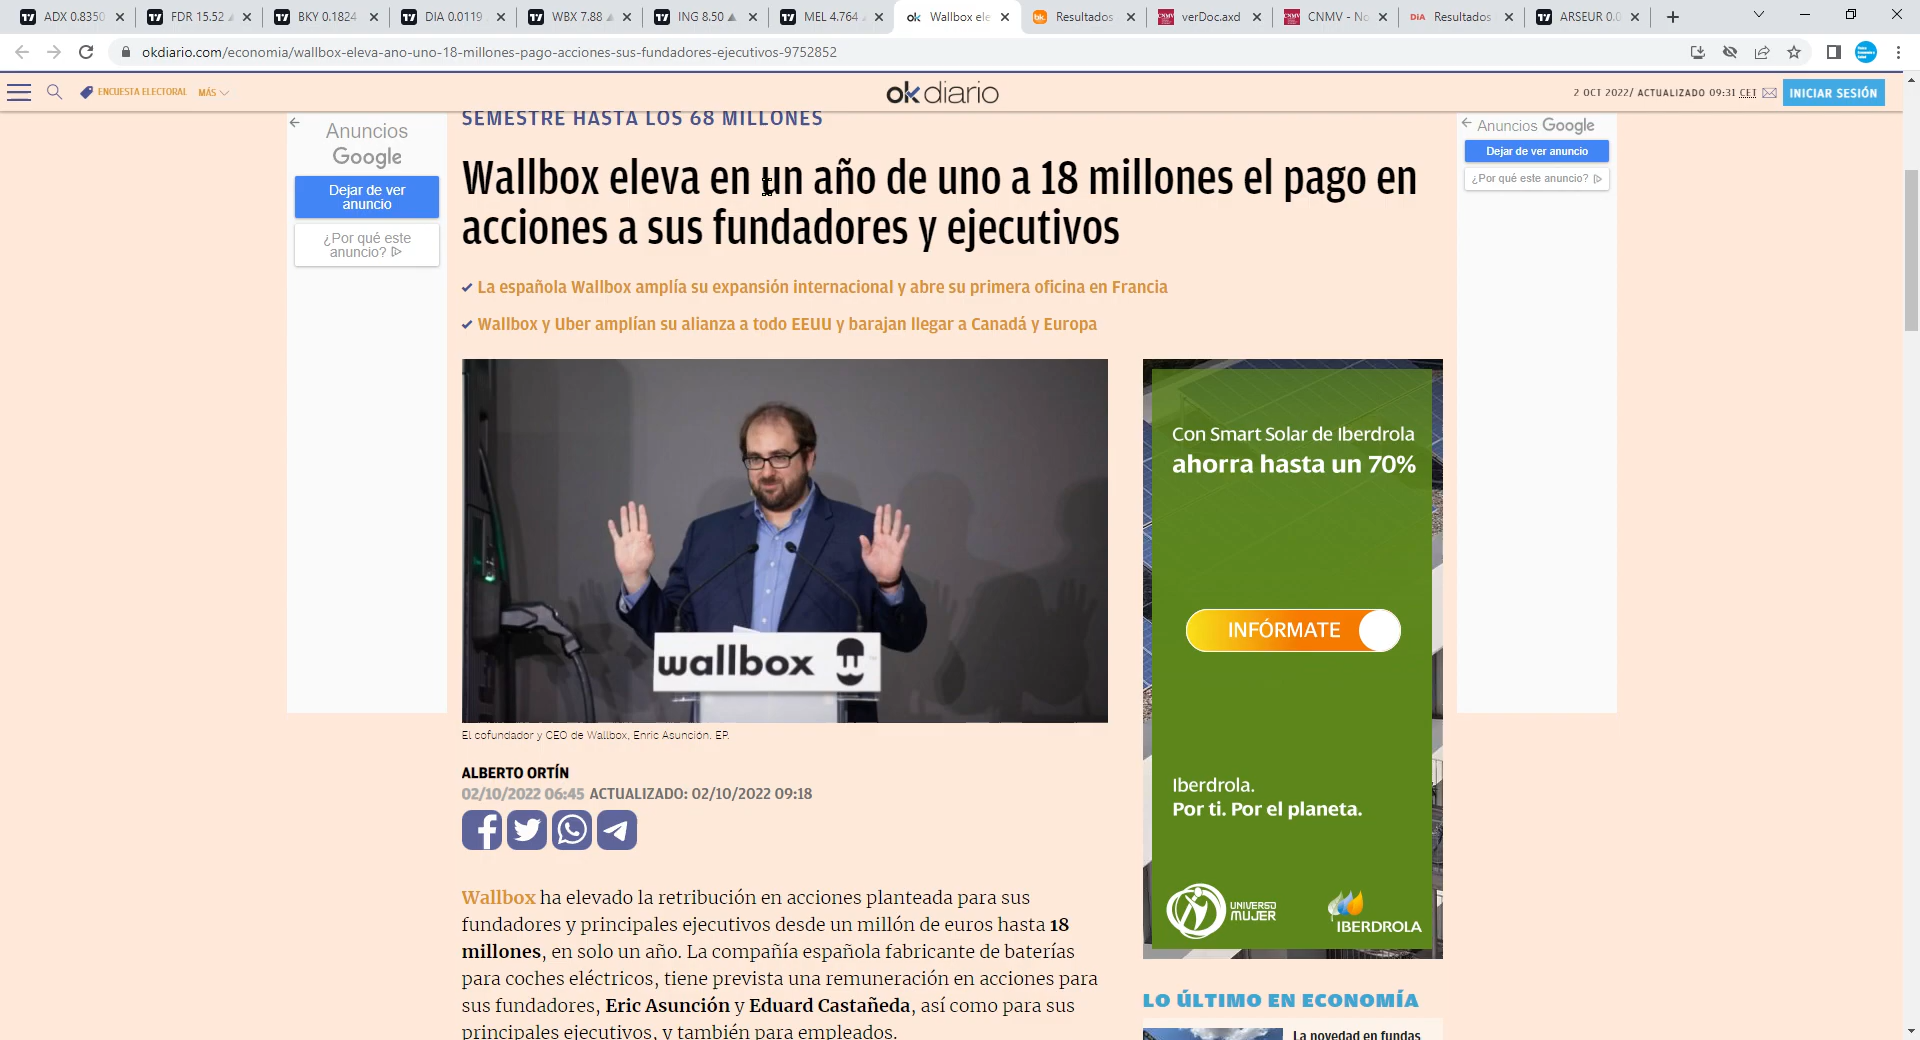 ADX 0.8350
FDR 15.52
BKY 0.1824
DIA 0.0119
WBX 7.88
ING 8.50
MEL 4.764
Wallbox ele
Resultados
verDoc.axd
CNMV - No
Resultados
ARSEUR 0.0
okdiario.com/economia/wallbox-eleva-ano-uno-18-millones-pago-acciones-sus-fundadores-ejecutivos-9752852
ENCUESTA ELECTORAL MÁS
okdiario
2 OCT 2022/ ACTUALIZADO 09:31 CET
INICIAR SESIÓN
Anuncios
Google
Dejar de ver
anuncio
¿Por qué este
anuncio?
SEMESTRE HASTA LOS 68 MILLONES
Wallbox eleva en un año de uno a 18 millones el pago en
acciones a sus fundadores y ejecutivos
La española Wallbox amplía su expansión internacional y abre su primera oficina en Francia
Wallbox y Uber amplían su alianza a todo EEUU y barajan llegar a Canadá y Europa
wallbox
El cofundador y CEO de Wallbox, Enric Asunción. EP.
ALBERTO ORTÍN
02/10/2022 06:45 ACTUALIZADO: 02/10/2022 09:18
Wallbox ha elevado la retribución en acciones planteada para sus
fundadores y principales ejecutivos desde un millón de euros hasta 18
millones, en solo un año. La compañía española fabricante de baterías
para coches eléctricos, tiene prevista una remuneración en acciones para
sus fundadores, Eric Asunción y Eduard Castañeda, así como para sus
principales ejecutivos, y también para empleados.
Anuncios Google
Dejar de ver anuncio
¿Por qué este anuncio?
Con Smart Solar de Iberdrola
ahorra hasta un 70%
INFÓRMATE
Iberdrola.
Por ti. Por el planeta.
UNIVERSO
MUJER
IBERDROLA
LO ÚLTIMO EN ECONOMÍA
La novedad en fundas